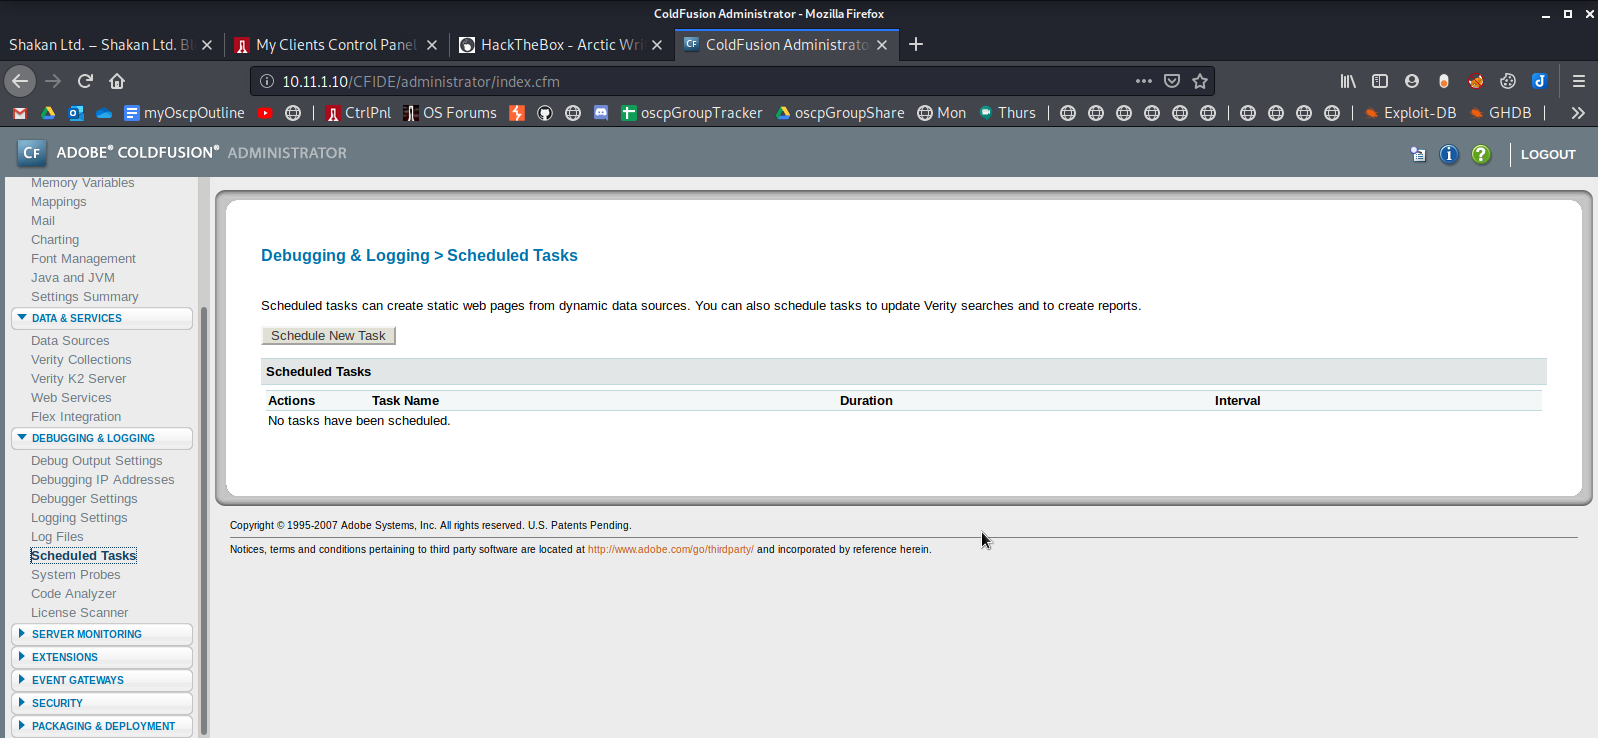 ColdFusion Administrator - Mozilla Firefox
Shakan Ltd. – Shakan Ltd. Bl
My Clients Control Panel
HackTheBox - Arctic Wri
ColdFusion Administrato
10.11.1.10/CFIDE/administrator/index.cfm
myOscpOutline
CtrlPnl
OS Forums
oscpGroupTracker
oscpGroupShare
Mon
Thurs
Exploit-DB
GHDB
CF ADOBE® COLDFUSION® ADMINISTRATOR
LOGOUT
Memory Variables
Mappings
Mail
Charting
Font Management
Java and JVM
Settings Summary
DATA & SERVICES
Data Sources
Verity Collections
Verity K2 Server
Web Services
Flex Integration
DEBUGGING & LOGGING
Debug Output Settings
Debugging IP Addresses
Debugger Settings
Logging Settings
Log Files
Scheduled Tasks
System Probes
Code Analyzer
License Scanner
SERVER MONITORING
EXTENSIONS
EVENT GATEWAYS
SECURITY
PACKAGING & DEPLOYMENT
Debugging & Logging > Scheduled Tasks
Scheduled tasks can create static web pages from dynamic data sources. You can also schedule tasks to update Verity searches and to create reports.
Schedule New Task
Scheduled Tasks
Actions Task Name Duration Interval
No tasks have been scheduled.
Copyright © 1995-2007 Adobe Systems, Inc. All rights reserved. U.S. Patents Pending.
Notices, terms and conditions pertaining to third party software are located at http://www.adobe.com/go/thirdparty/ and incorporated by reference herein.